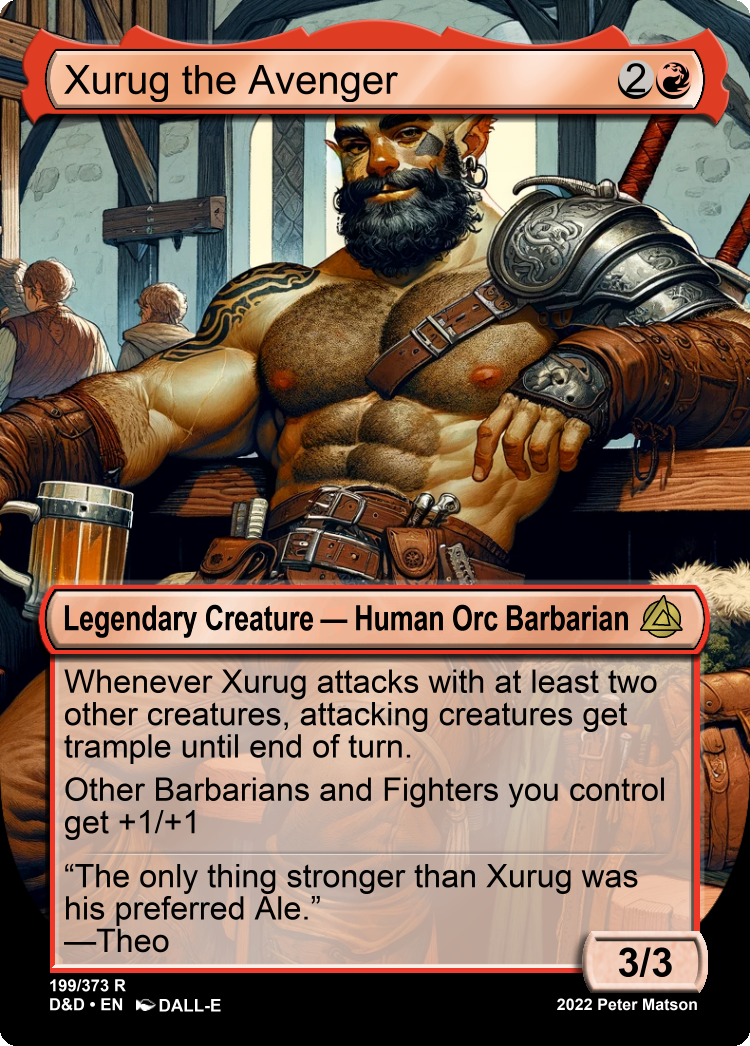 Xurug the Avenger 2
Legendary Creature — Human Orc Barbarian
Whenever Xurug attacks with at least two
other creatures, attacking creatures get
trample until end of turn.
Other Barbarians and Fighters you control
get +1/+1
“The only thing stronger than Xurug was
his preferred Ale.”
—Theo
3/3
199/373 R
D&D • EN DALL-E
2022 Peter Matson